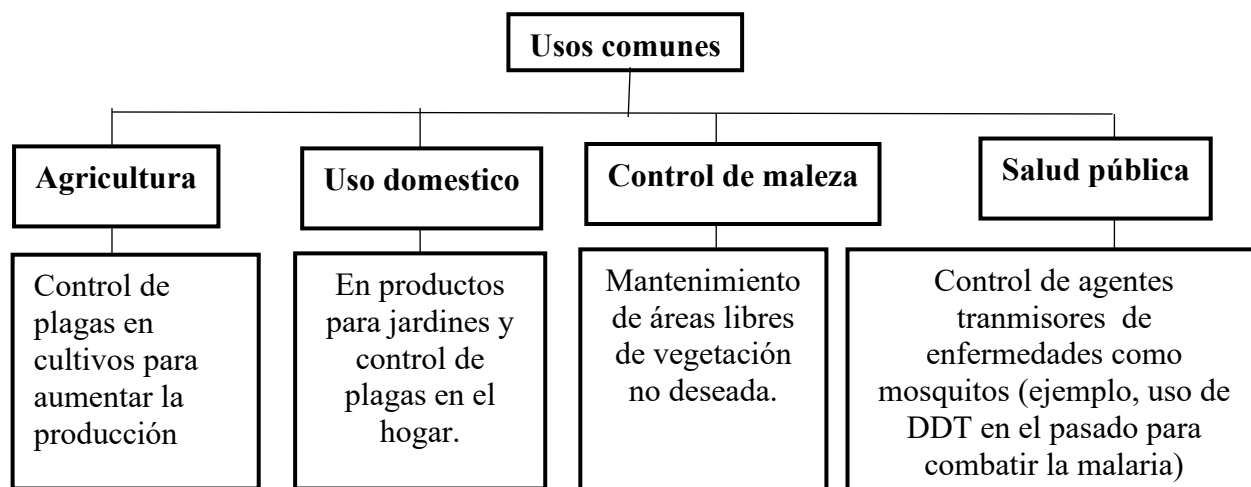 Usos comunes
Agricultura
Uso domestico
Control de maleza
Salud pública
Control de
plagas en
cultivos para
aumentar la
producción
En productos
para jardines y
control de
plagas en el
hogar.
Mantenimiento
de áreas libres
de vegetación
no deseada.
Control de agentes
tranmisores de
enfermedades como
mosquitos (ejemplo, uso de
DDT en el pasado para
combatir la malaria)